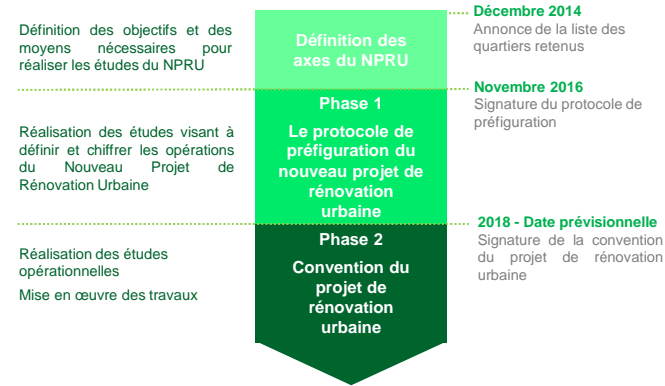 Définition des objectifs et des
moyens nécessaires pour
réaliser les études du NPRU
Définition des
axes du NPRU
Décembre 2014
Annonce de la liste des
quartiers retenus
Novembre 2016
Signature du protocole de
préfiguration
Réalisation des études visant à
définir et chiffrer les opérations
du Nouveau Projet de
Rénovation Urbaine
Phase 1
Le protocole de
préfiguration du
nouveau projet de
rénovation
urbaine
2018 - Date prévisionnelle
Signature de la convention
du projet de rénovation
urbaine
Réalisation des études
opérationnelles
Mise en œuvre des travaux
Phase 2
Convention du
projet de
rénovation
urbaine